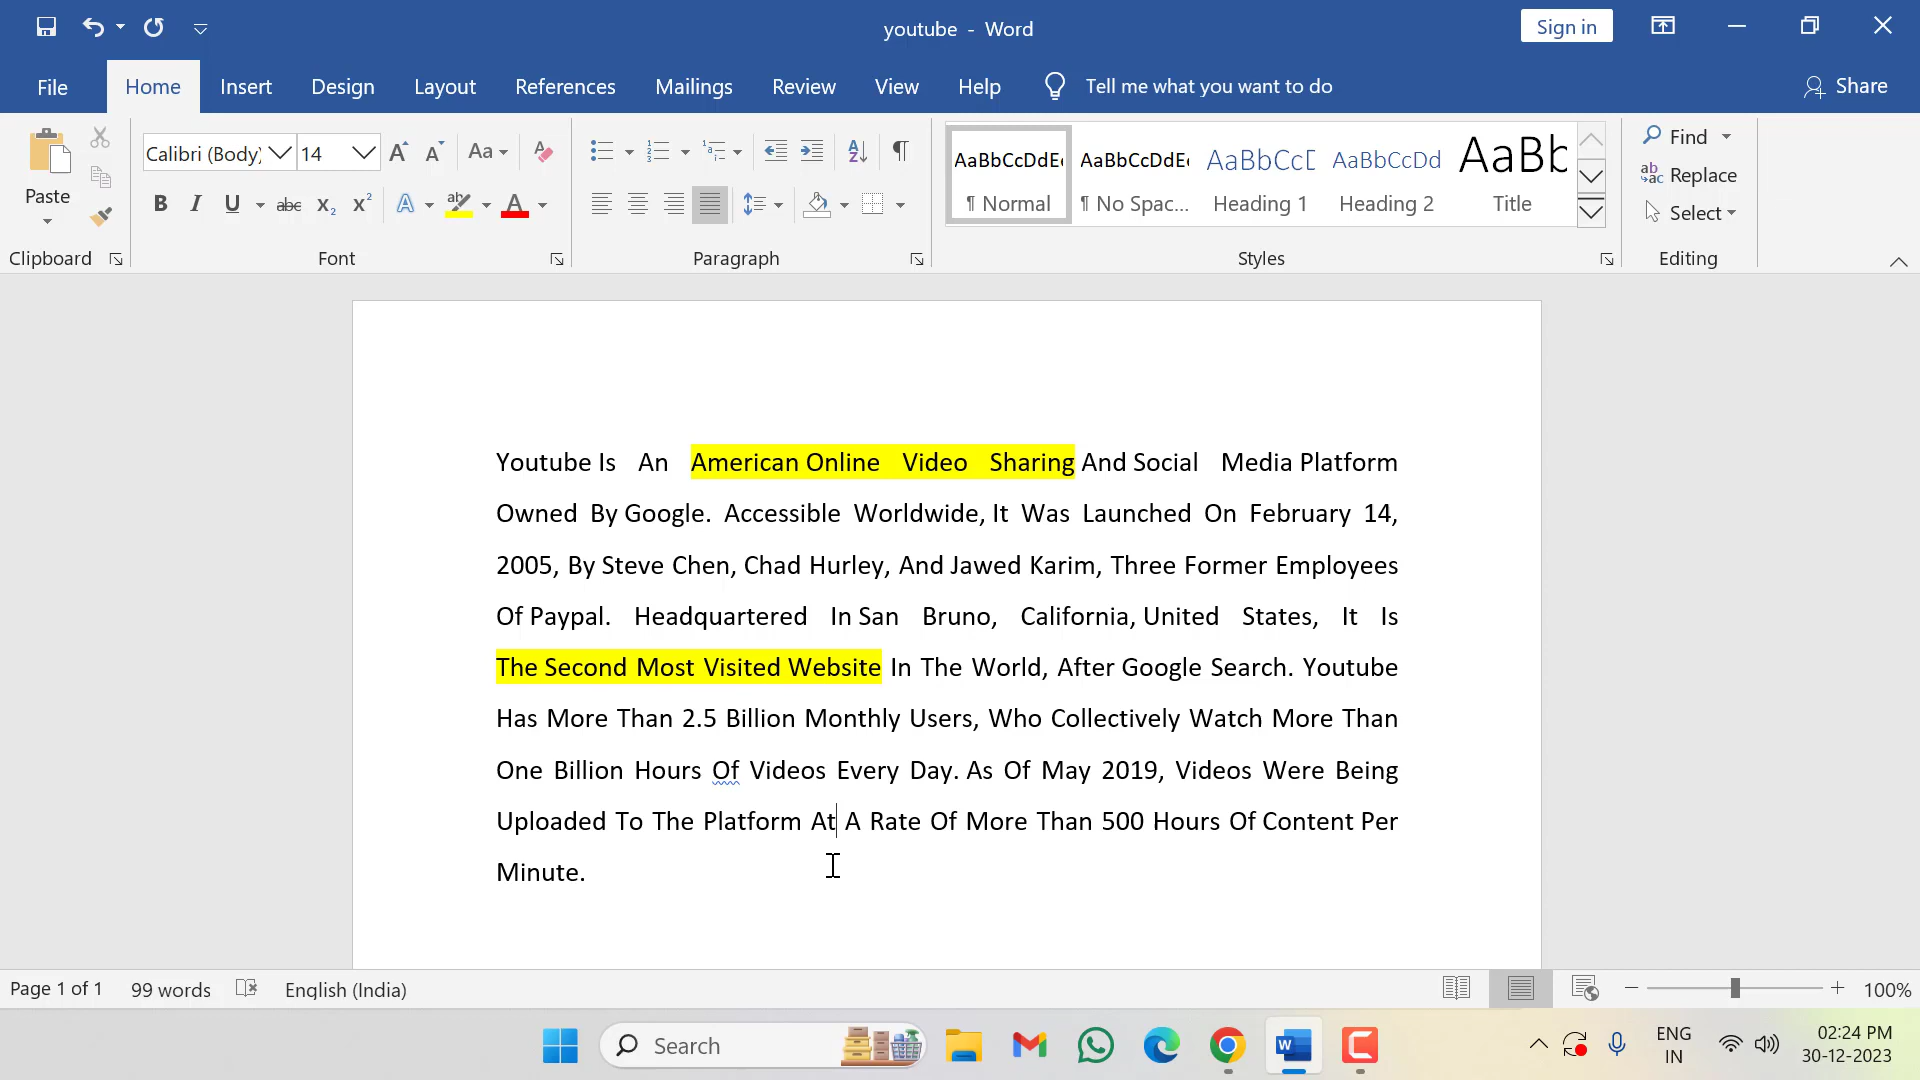 youtube - Word
Sign in
File Home Insert Design Layout References Mailings Review View Help Tell me what you want to do Share
Paste
Clipboard
Calibri (Body) 14
Aa
B I U abc X₂ X² A ab A
Font
Paragraph
AaBbCcDdEe AaBbCcDdEe AaBbCcD AaBbCcDd AaBb
¶ Normal ¶ No Spac... Heading 1 Heading 2 Title
Styles
Find
Replace
Select
Editing
Youtube Is An American Online Video Sharing And Social Media Platform
Owned By Google. Accessible Worldwide, It Was Launched On February 14,
2005, By Steve Chen, Chad Hurley, And Jawed Karim, Three Former Employees
Of Paypal. Headquartered In San Bruno, California, United States, It Is
The Second Most Visited Website In The World, After Google Search. Youtube
Has More Than 2.5 Billion Monthly Users, Who Collectively Watch More Than
One Billion Hours Of Videos Every Day. As Of May 2019, Videos Were Being
Uploaded To The Platform At A Rate Of More Than 500 Hours Of Content Per
Minute.
Page 1 of 1 99 words English (India) 100%
Search
ENG
IN
02:24 PM
30-12-2023